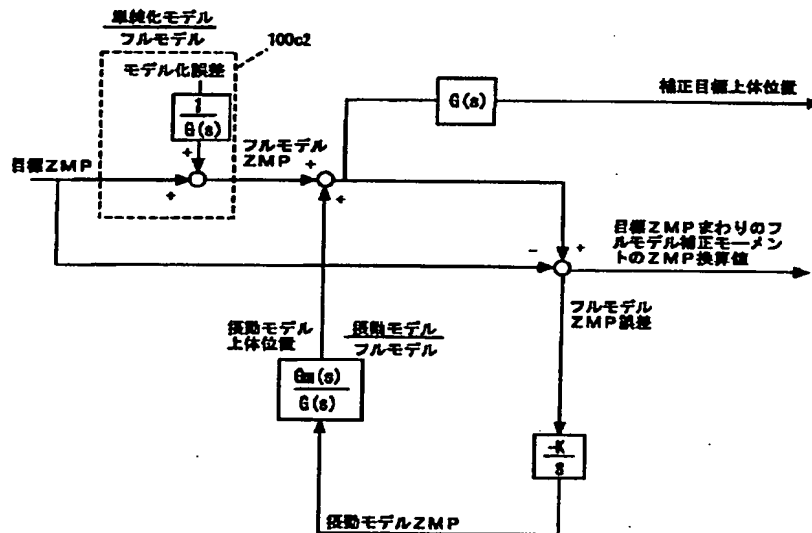 単純化モデル
フルモデル
100c2
モデル化誤差
1
G(s)
+
目標ZMP
+
フルモデル
ZMP
+
+
G(s)
補正目標上体位置
-
+
目標ZMPまわりのフ
ルモデル補正モーメン
トのZMP換算値
フルモデル
ZMP誤差
摂動モデル
上体位置
摂動モデル
フルモデル
Gm(s)
G(s)
-K
s
摂動モデルZMP